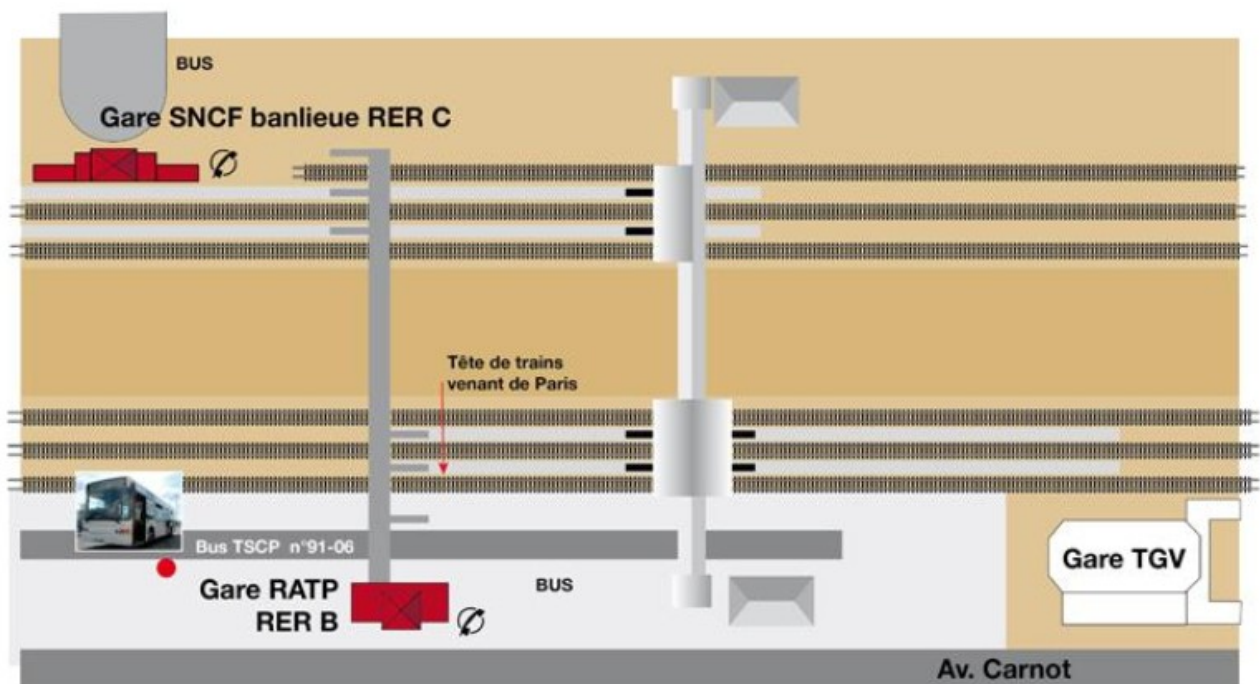 BUS
Gare SNCF banlieue RER C
Tête de trains
venant de Paris
Bus TSCP n°91-06
Gare RATP
RER B
BUS
Gare TGV
Av. Carnot